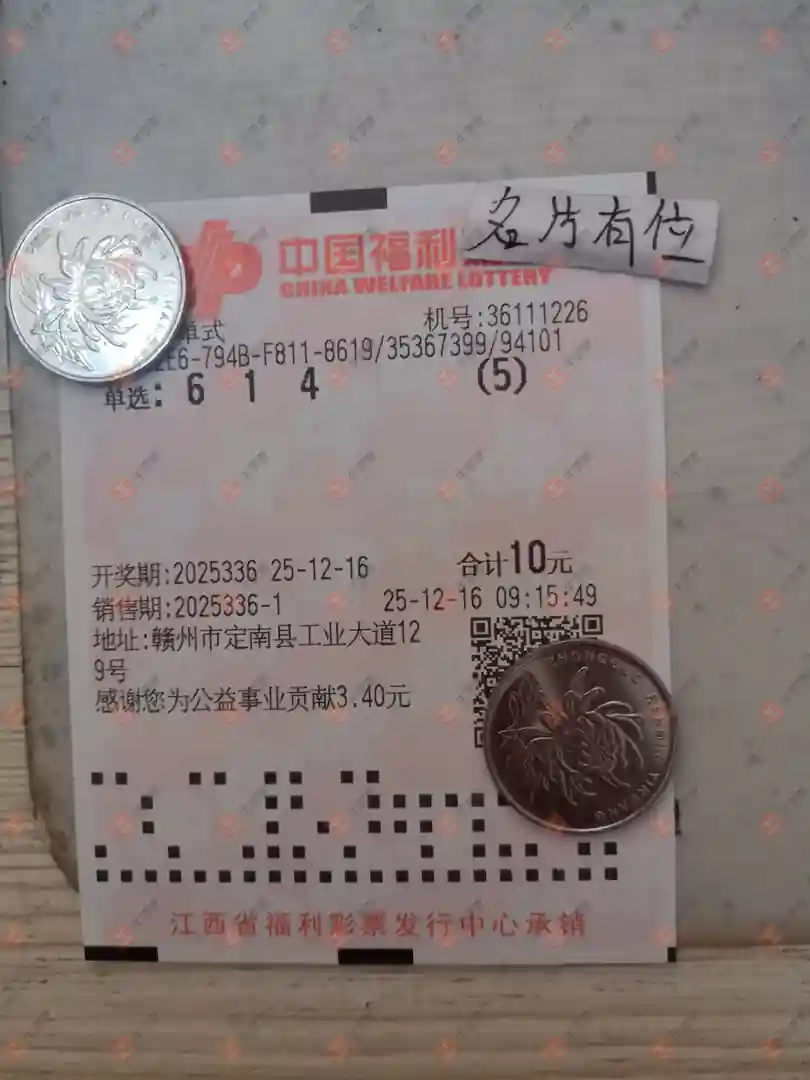 名片有位
中国福利
CHINA WELFARE LOTTERY
单式
机号:36111226
E6-794B-F811-8619/35367399/94101
单选: 6 1 4 (5)
开奖期:2025336 25-12-16 合计10元
销售期:2025336-1 25-12-16 09:15:49
地址:赣州市定南县工业大道12
9号
感谢您为公益事业贡献3.40元
江西省福利彩票发行中心承销